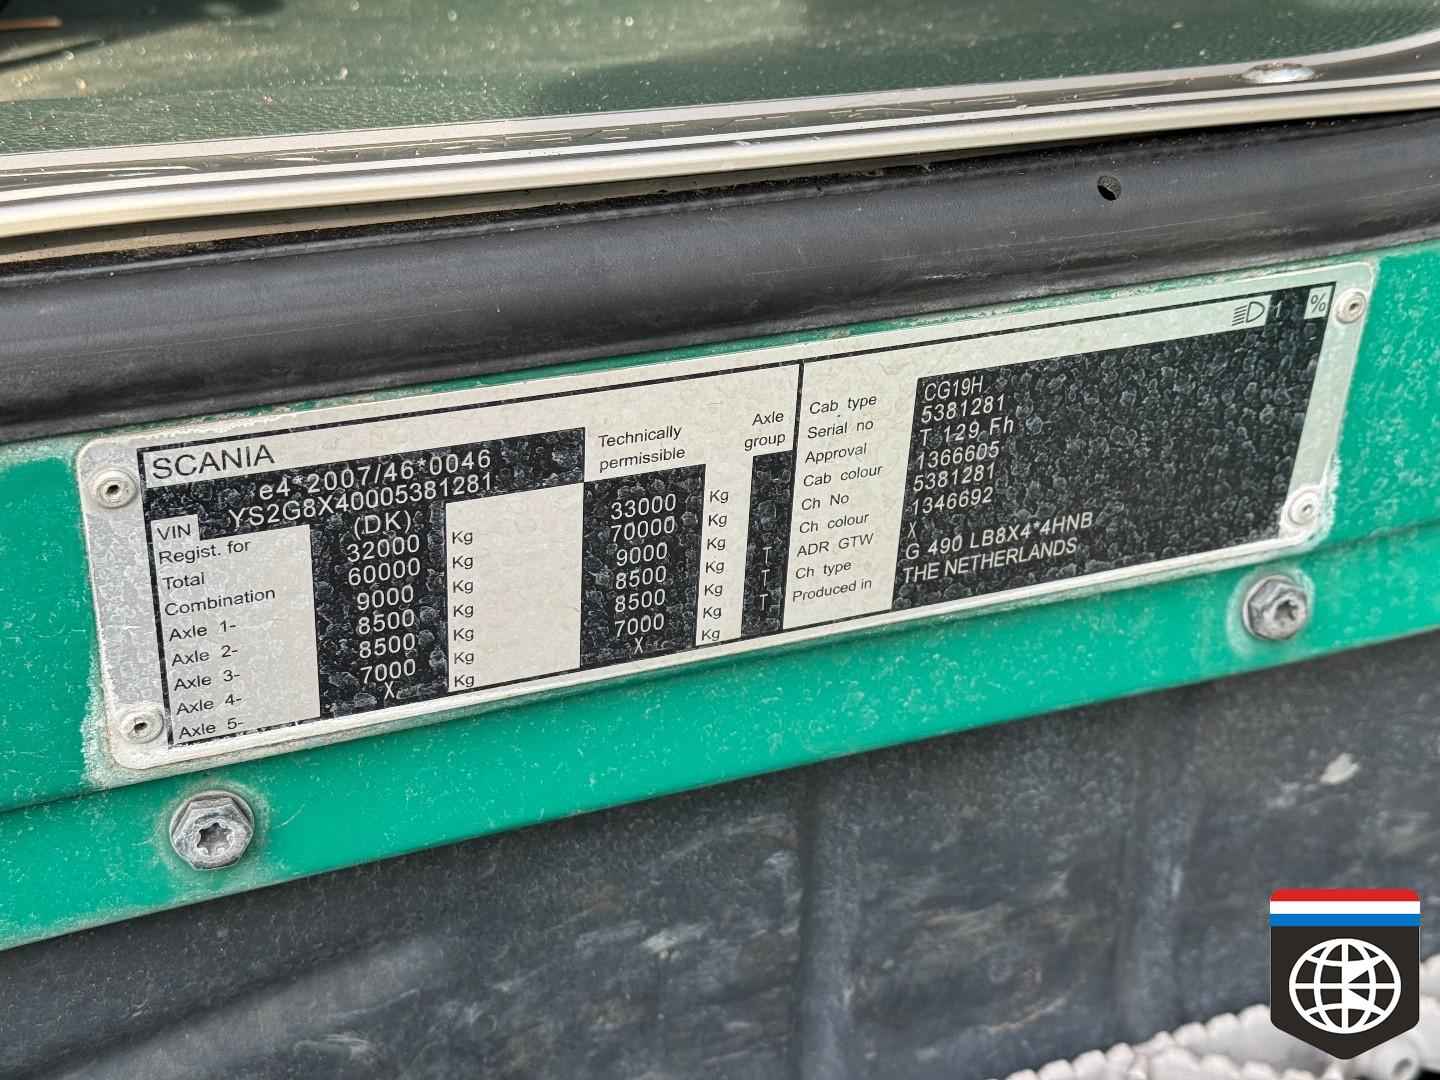 SCANIA
e4*2007/46*0046
VIN YS2G8X40005381281
Regist. for (DK)
Total 32000 Kg
Combination 60000 Kg
Axle 1- 9000 Kg
Axle 2- 8500 Kg
Axle 3- 8500 Kg
Axle 4- 7000 Kg
Axle 5- X Kg
Technically permissible
Axle group
33000 Kg
70000 Kg
9000 Kg
8500 Kg T
8500 Kg T
7000 Kg T
X Kg
1 %
Cab type CG19H
Serial no 5381281
Approval T 129 Fh
Cab colour 1366605
Ch No 5381281
Ch colour 1346692
ADR GTW X
Ch type G 490 LB8X4*4HNB
Produced in THE NETHERLANDS